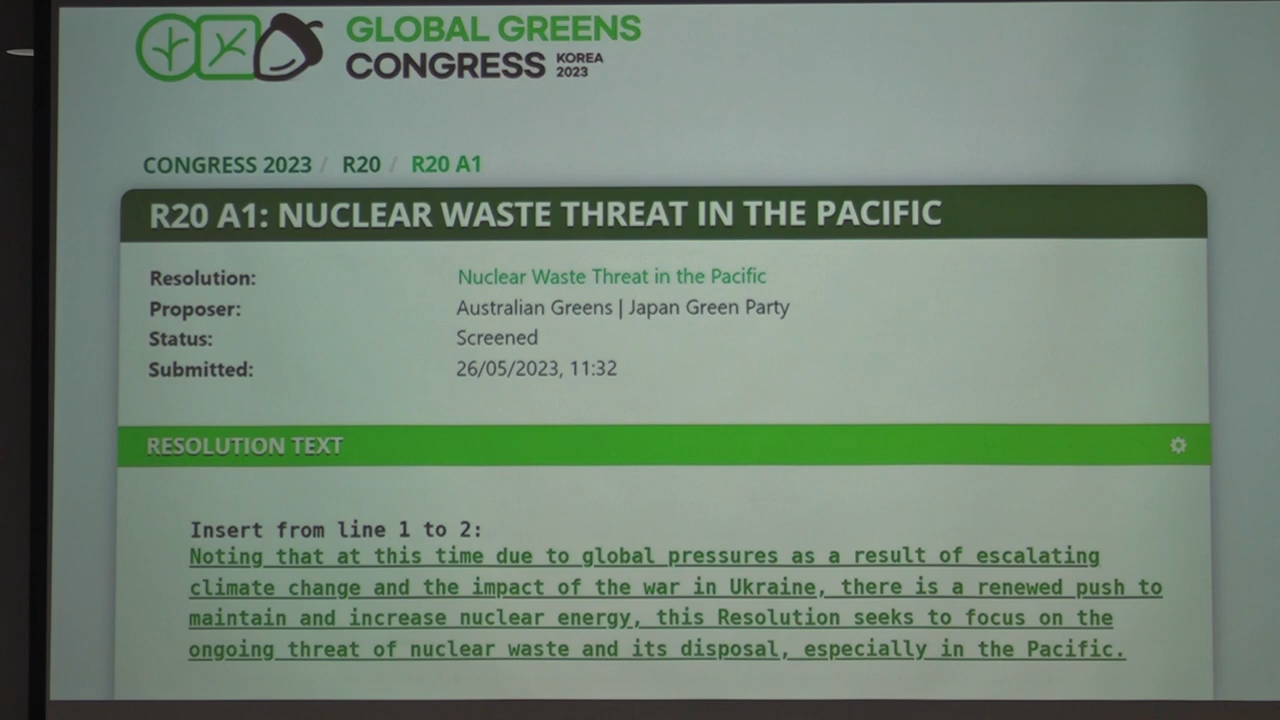 GLOBAL GREENS
CONGRESS KOREA 2023
CONGRESS 2023 / R20 / R20 A1
R20 A1: NUCLEAR WASTE THREAT IN THE PACIFIC
Resolution: Nuclear Waste Threat in the Pacific
Proposer: Australian Greens | Japan Green Party
Status: Screened
Submitted: 26/05/2023, 11:32
RESOLUTION TEXT
Insert from line 1 to 2:
Noting that at this time due to global pressures as a result of escalating
climate change and the impact of the war in Ukraine, there is a renewed push to
maintain and increase nuclear energy, this Resolution seeks to focus on the
ongoing threat of nuclear waste and its disposal, especially in the Pacific.